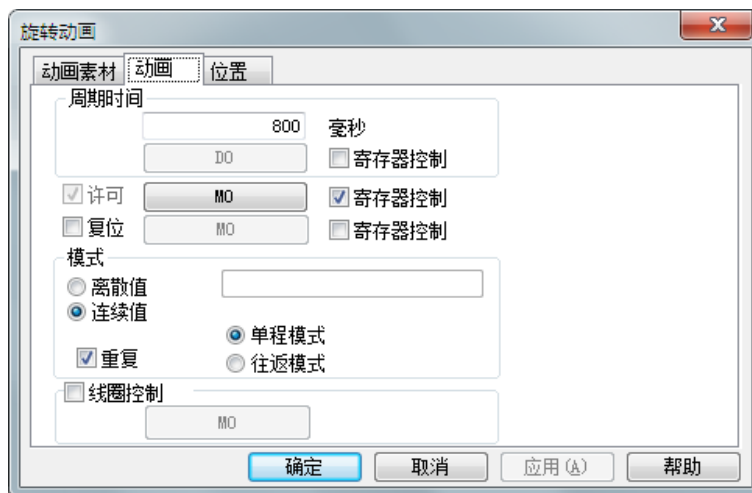 旋转动画
动画素材 动画 位置
周期时间
800 毫秒
D0 寄存器控制
许可 M0 寄存器控制
复位 M0 寄存器控制
模式
离散值
连续值
单程模式
重复 往返模式
线圈控制
M0
确定 取消 应用(A) 帮助